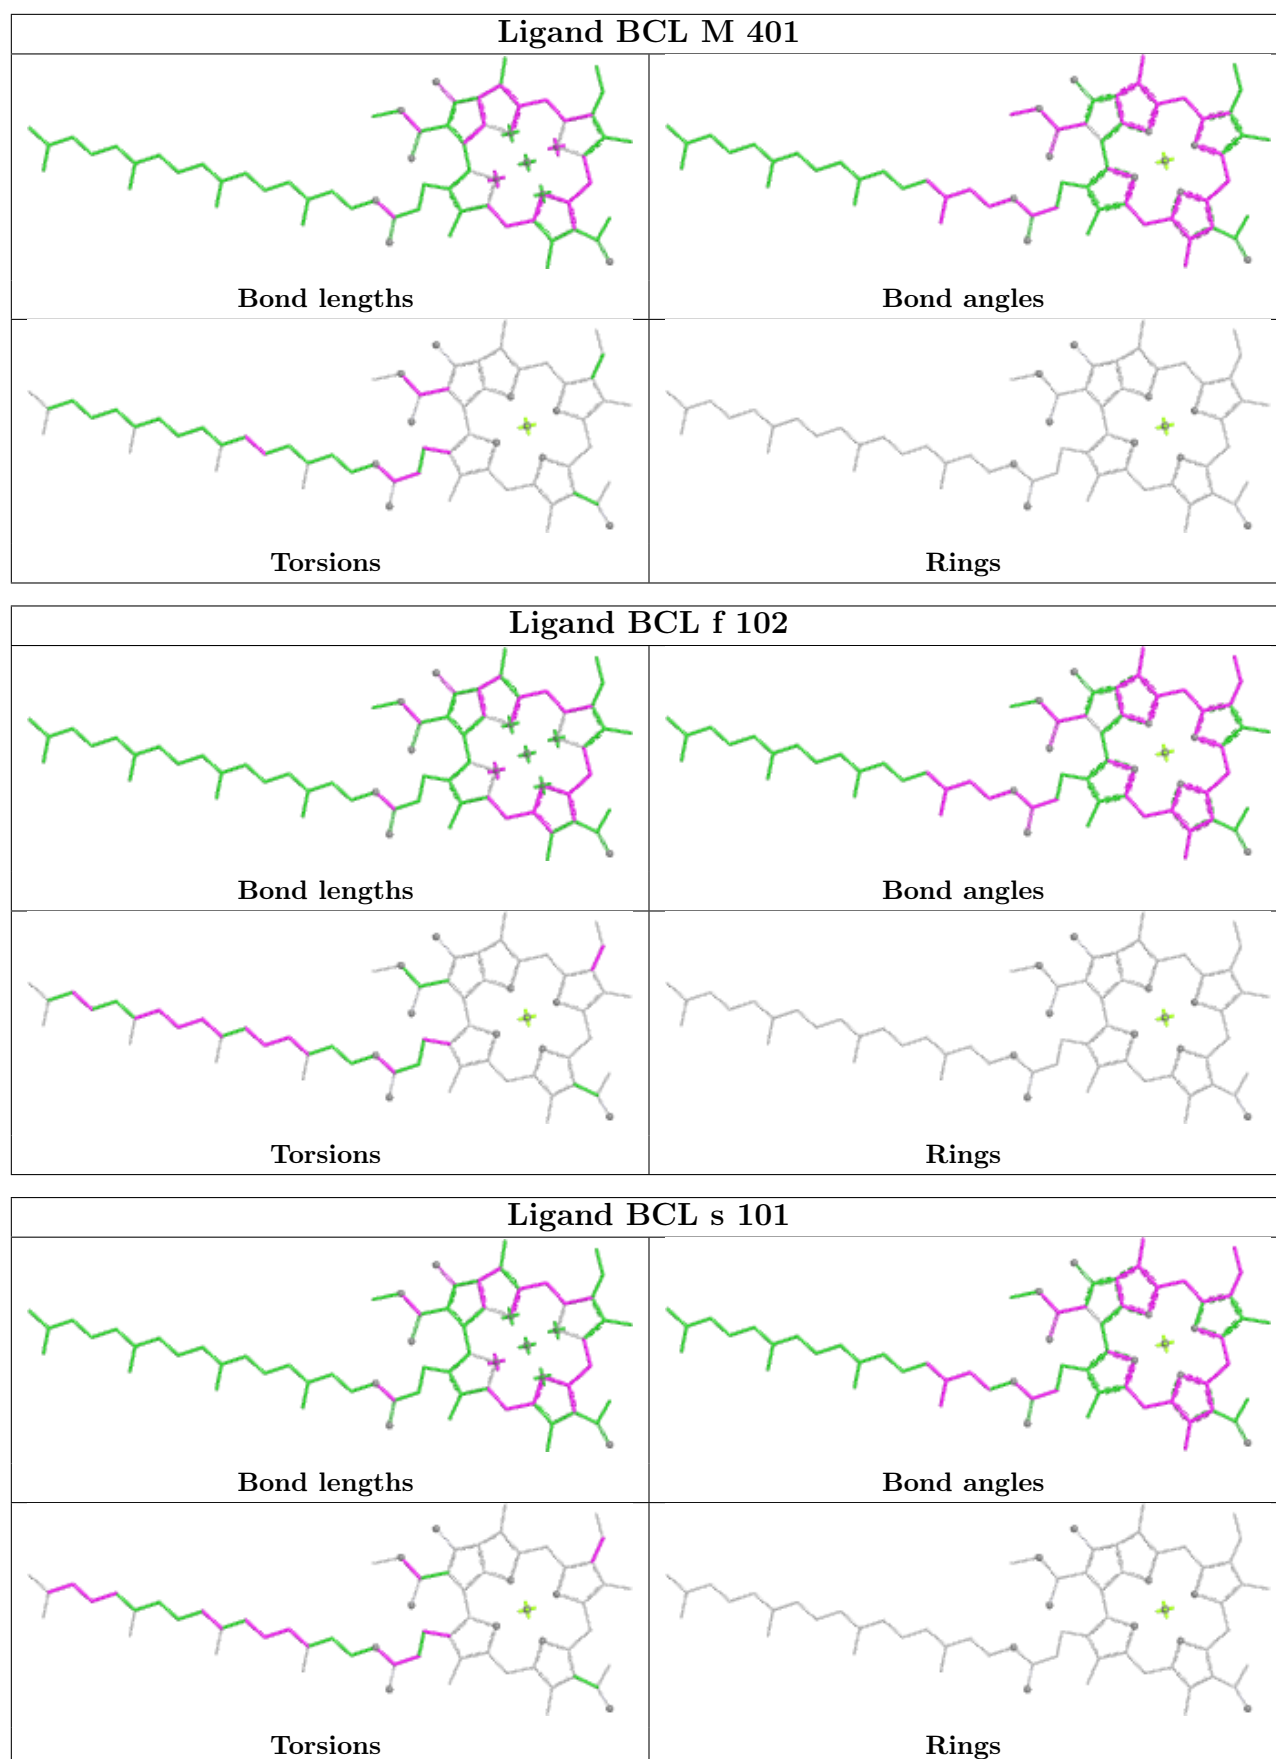 Ligand BCL M 401
Bond lengths
Bond angles
Torsions
Rings
Ligand BCL f 102
Bond lengths
Bond angles
Torsions
Rings
Ligand BCL s 101
Bond lengths
Bond angles
Torsions
Rings